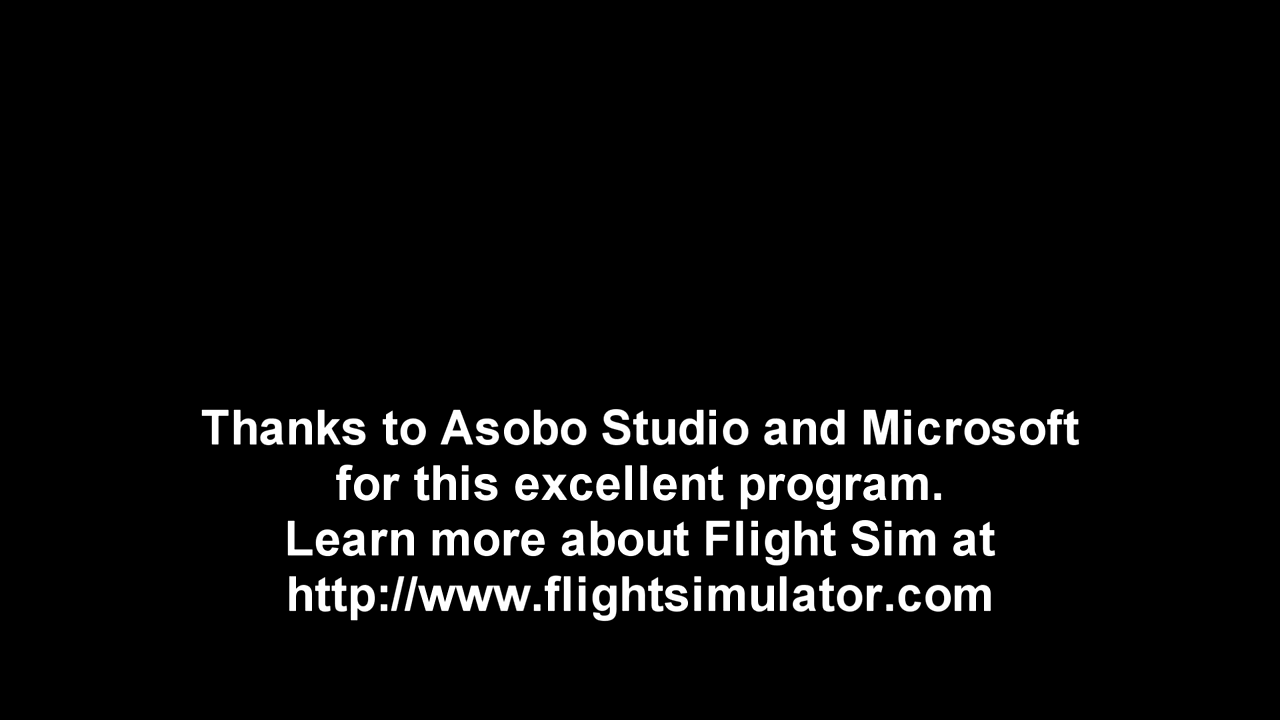 Thanks to Asobo Studio and Microsoft
for this excellent program.
Learn more about Flight Sim at
http://www.flightsimulator.com